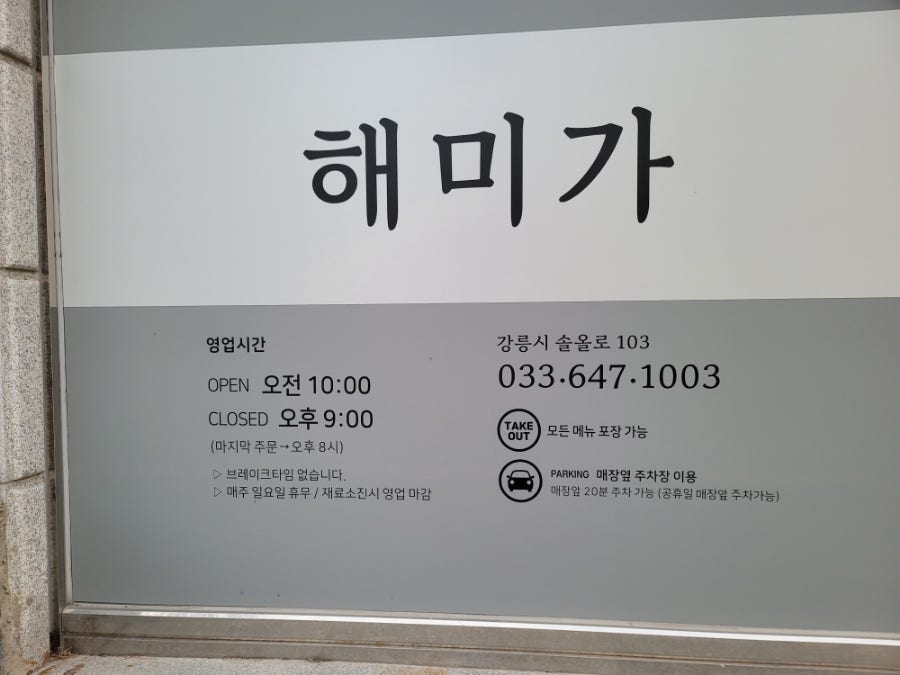 해미가
영업시간
OPEN 오전 10:00
CLOSED 오후 9:00
(마지막 주문→오후 8시)
▷ 브레이크타임 없습니다.
▷ 매주 일요일 휴무 / 재료소진시 영업 마감
강릉시 솔올로 103
033·647·1003
TAKE
OUT
모든 메뉴 포장 가능
PARKING 매장옆 주차장 이용
매장앞 20분 주차 가능 (공휴일 매장앞 주차가능)